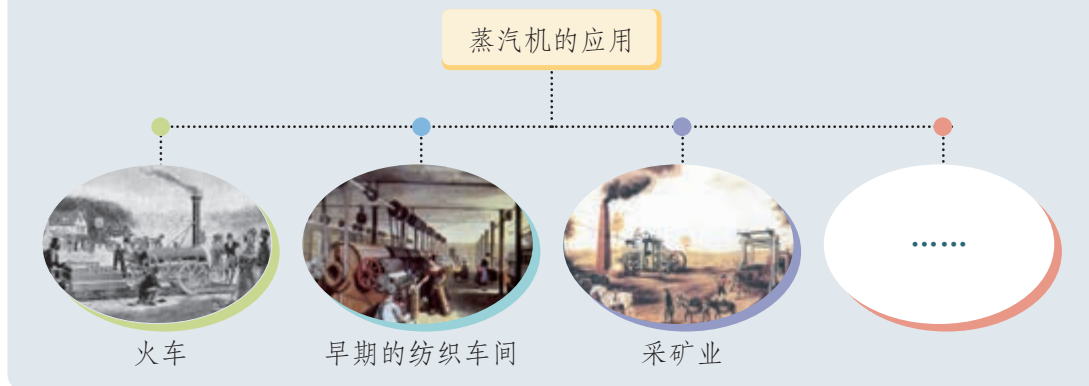 蒸汽机的应用
……
火车
早期的纺织车间
采矿业